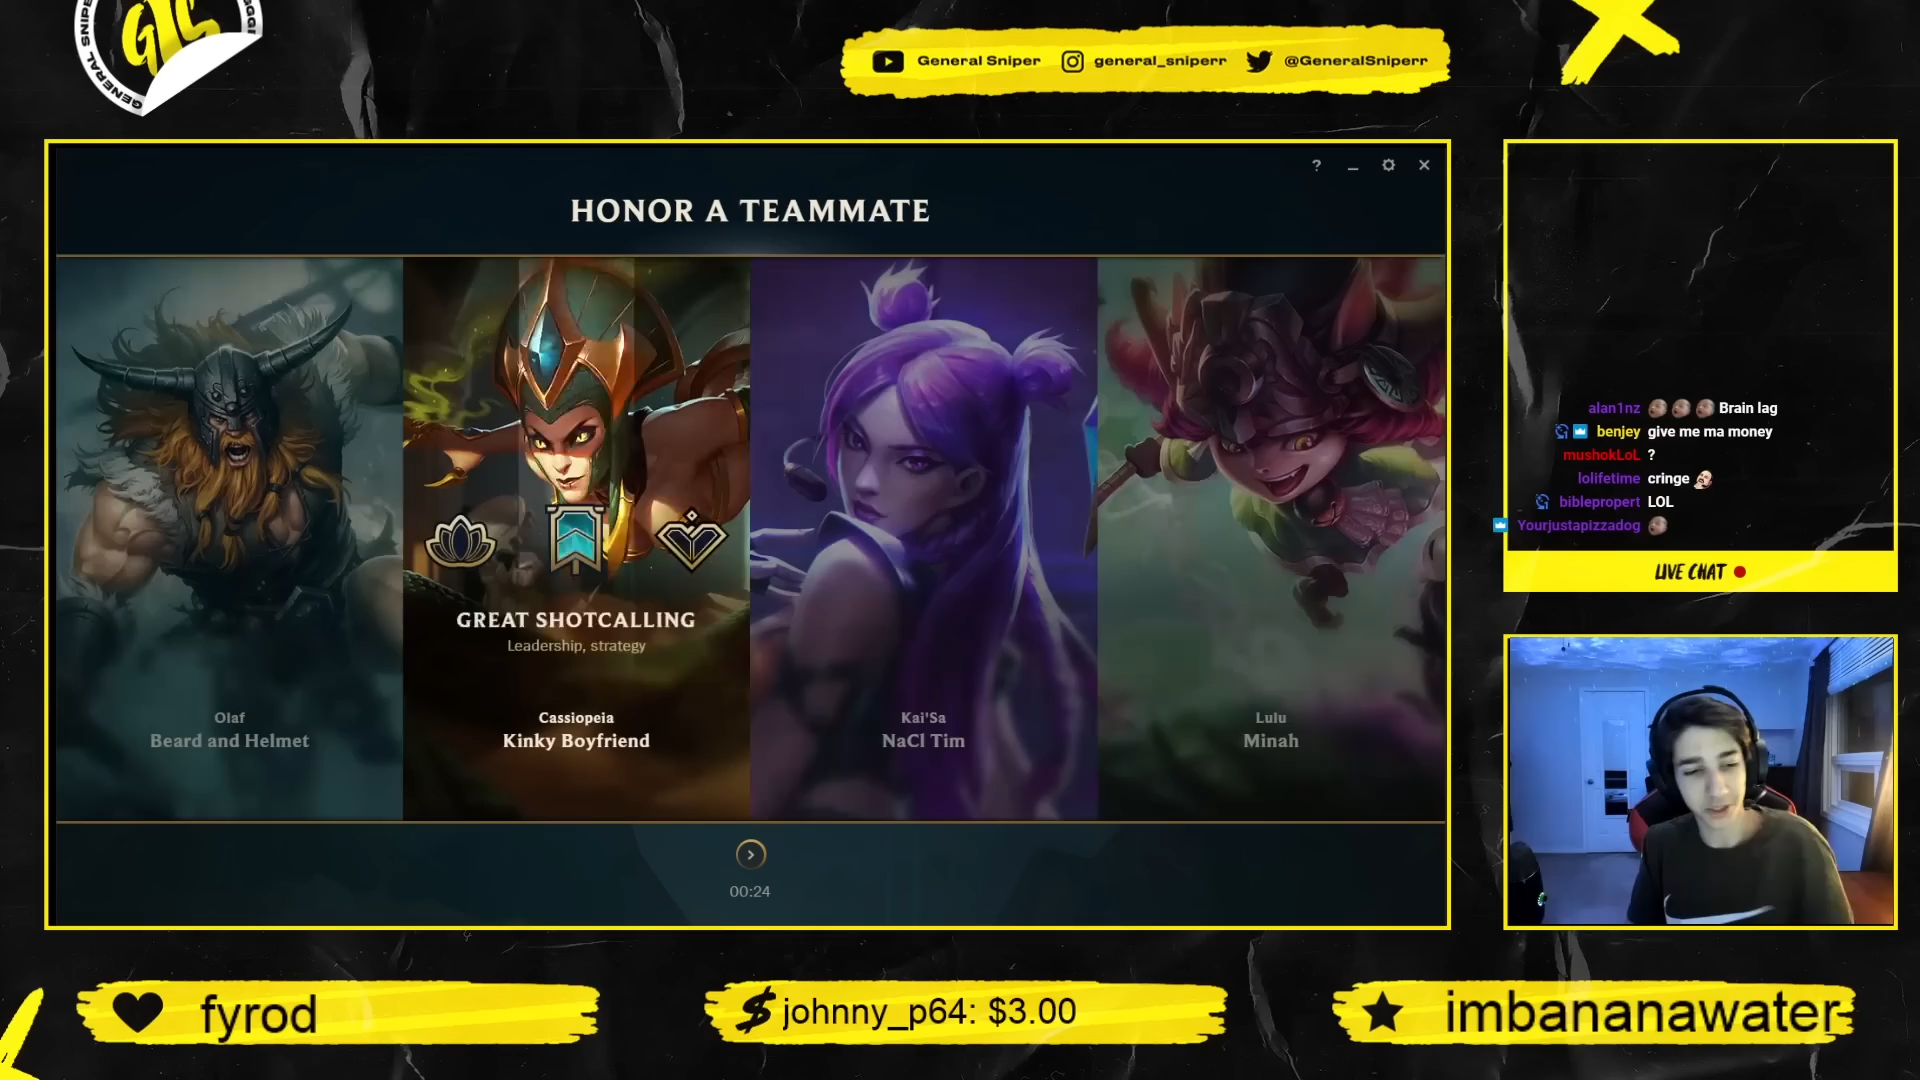 GENERAL SNIPE
General Sniper
general_sniperr
@GeneralSniperr
?
HONOR A TEAMMATE
GREAT SHOTCALLING
Leadership, strategy
Olaf
Beard and Helmet
Cassiopeia
Kinky Boyfriend
Kai'Sa
NaCl Tim
Lulu
Minah
00:24
alan1nz Brain lag
benjey give me ma money
mushokLoL ?
lolifetime cringe
biblepropert LOL
Yourjustapizzadog
LIVE CHAT
fyrod
$ johnny_p64: $3.00
imbananawater-